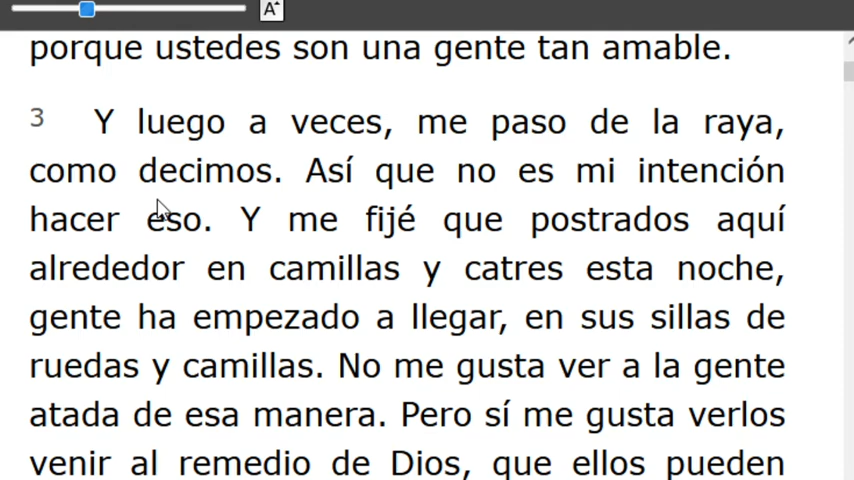 A
porque ustedes son una gente tan amable.
3 Y luego a veces, me paso de la raya,
como decimos. Así que no es mi intención
hacer eso. Y me fijé que postrados aquí
alrededor en camillas y catres esta noche,
gente ha empezado a llegar, en sus sillas de
ruedas y camillas. No me gusta ver a la gente
atada de esa manera. Pero sí me gusta verlos
venir al remedio de Dios, que ellos pueden